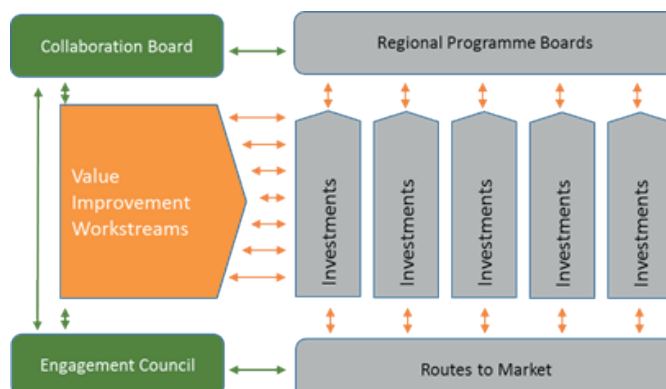 Collaboration Board
Regional Programme Boards
Value
Improvement
Workstreams
Investments
Investments
Investments
Investments
Investments
Engagement Council
Routes to Market